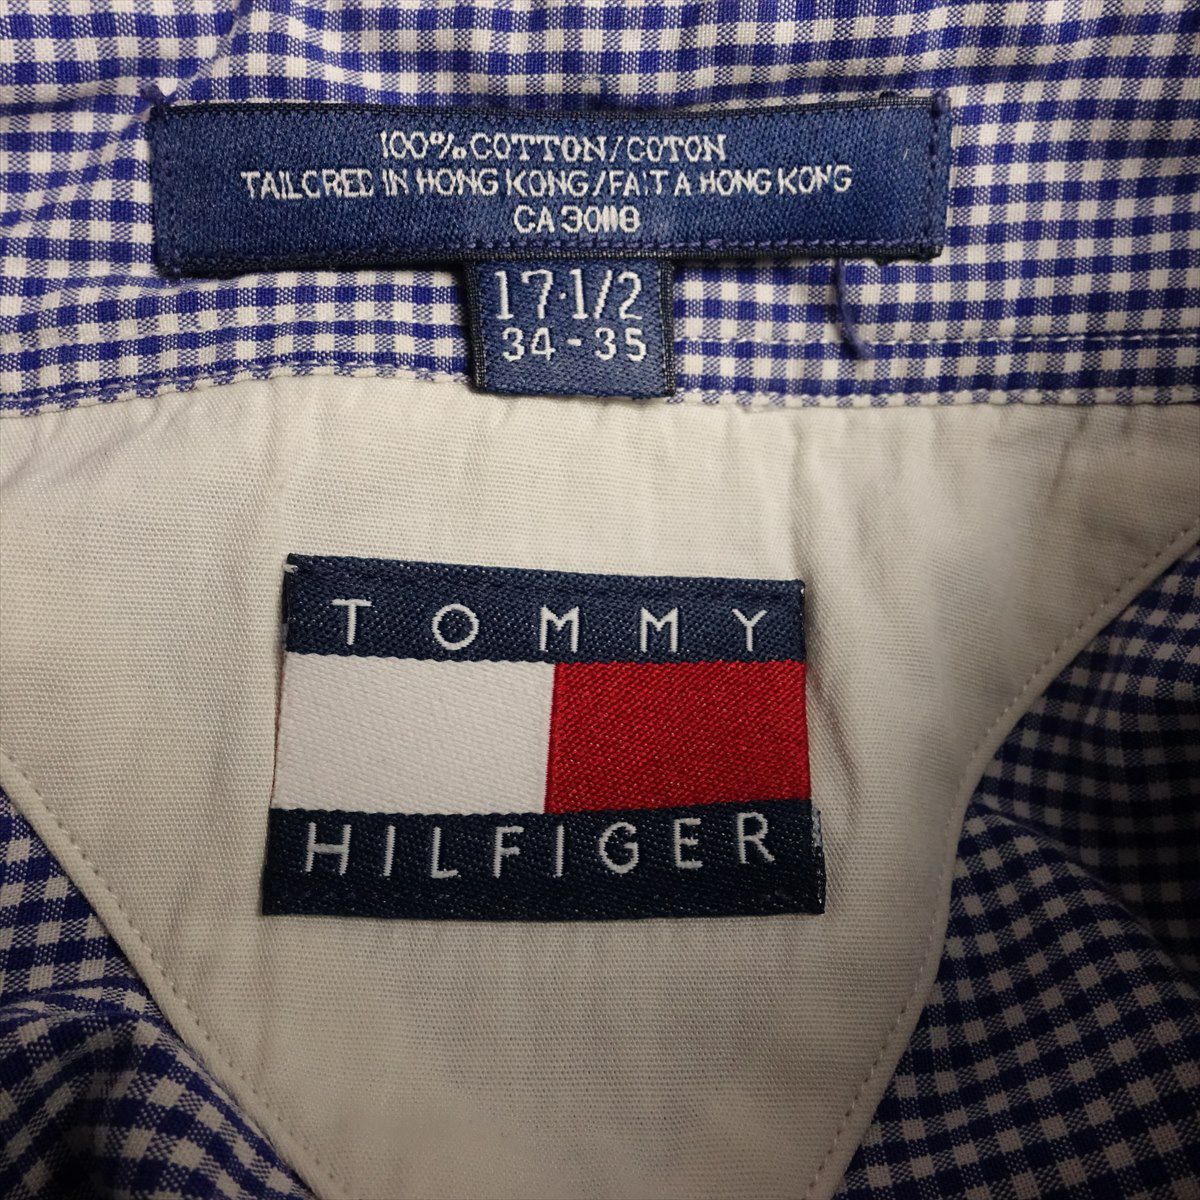 100% COTTON/COTON
TAILORED IN HONG KONG/FAIT A HONG KONG
CA 30118
17·1/2
34 - 35
TOMMY
HILFIGER